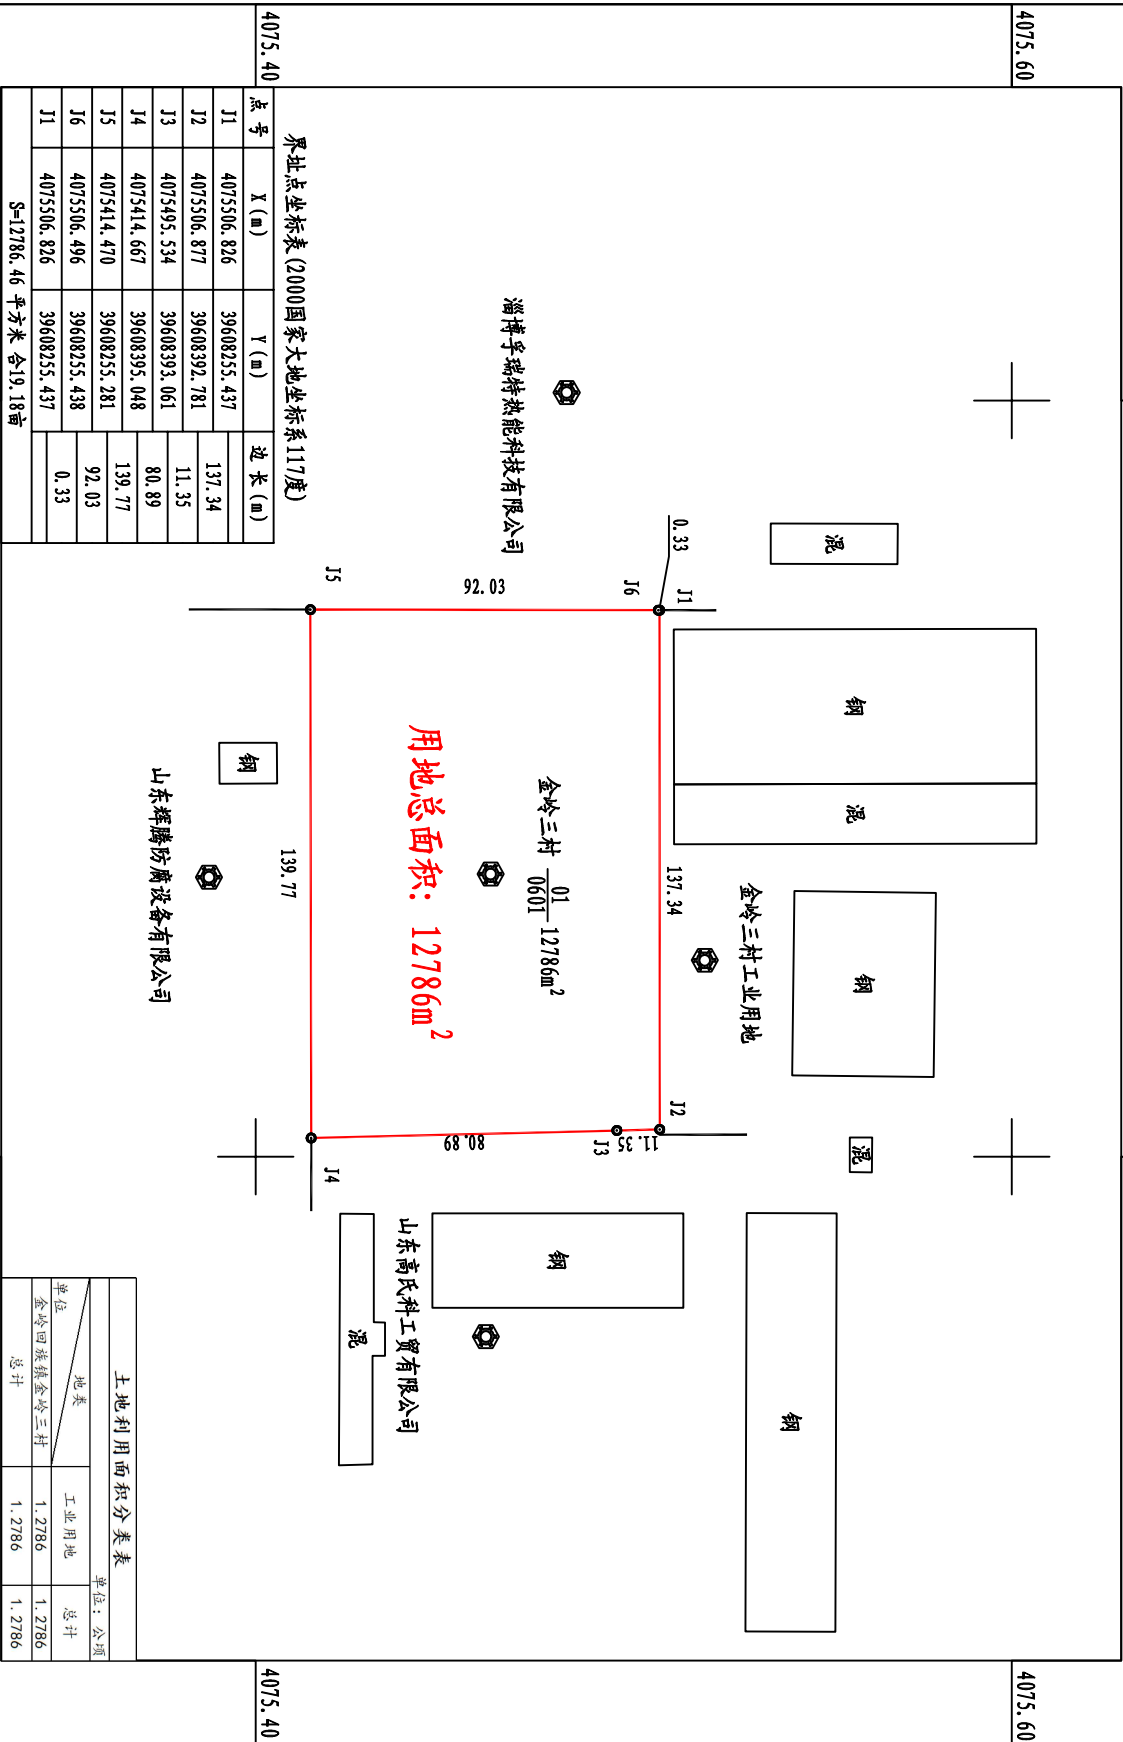 4075.40
4075.60
界址点坐标表(2000国家大地坐标系117度)
点号 X(m) Y(m) 边长(m)
J1 4075506.826 39608255.437
137.34
J2 4075506.877 39608392.781
11.35
J3 4075495.534 39608393.061
80.89
J4 4075414.667 39608395.048
139.77
J5 4075414.470 39608255.281
92.03
J6 4075506.496 39608255.438
0.33
J1 4075506.826 39608255.437
S=12786.46 平方米 合19.18亩
淄博孚瑞特热能科技有限公司
混
0.33
J1
J6
92.03
J5
钢
混
137.34
金岭三村工业用地
钢
金岭三村 01/0601 12786m²
用地总面积: 12786m²
钢
139.77
山东辉腾防腐设备有限公司
J2
11.35
J3
80.89
J4
混
钢
山东高氏科工贸有限公司
混
钢
土地利用面积分类表
单位: 公顷
地类
单位
工业用地 总计
金岭回族镇金岭三村 1.2786 1.2786
总计 1.2786 1.2786
4075.40
4075.60